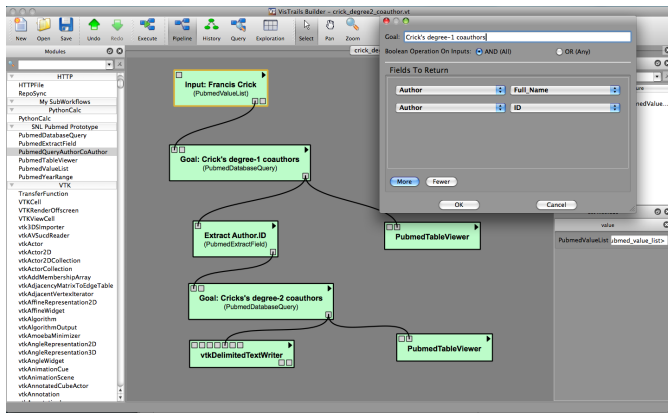 VisTrails Builder – crick_degree2_coauthor.vt
New Open Save Undo Redo Execute Pipeline History Query Exploration Select Pan Zoom
Modules
crick_de
HTTP
HTTPFile
RepoSync
My SubWorkflows
PythonCalc
PythonCalc
SNL Pubmed Prototype
PubmedDatabaseQuery
PubmedExtractField
PubmedQueryAuthorCoAuthor
PubmedTableViewer
PubmedValueList
PubmedYearRange
VTK
TransferFunction
VTKCell
VTKRenderOffscreen
VTKViewCell
vtk3DSImporter
vtkAVSucdReader
vtkActor
vtkActor2D
vtkActor2DCollection
vtkActorCollection
vtkAddMembershipArray
vtkAdjacencyMatrixToEdgeTable
vtkAdjacentVertexIterator
vtkAffineRepresentation2D
vtkAffineWidget
vtkAlgorithm
vtkAlgorithmOutput
vtkAmoebaMinimizer
vtkAngleRepresentation2D
vtkAngleRepresentation3D
vtkAngleWidget
vtkAnimationCue
vtkAnimationScene
vtkAnnotatedCubeActor
vtkAnnotation
Input: Francis Crick
(PubmedValueList)
Goal: Crick's degree-1 coauthors
(PubmedDatabaseQuery)
Extract Author.ID
(PubmedExtractField)
PubmedTableViewer
Goal: Cricks's degree-2 coauthors
(PubmedDatabaseQuery)
vtkDelimitedTextWriter
PubmedTableViewer
Goal: Crick's degree-1 coauthors
Boolean Operation On Inputs: AND (All) OR (Any)
Fields To Return
Author Full_Name
Author ID
More Fewer
OK Cancel
value
PubmedValueList ubmed_value_list>